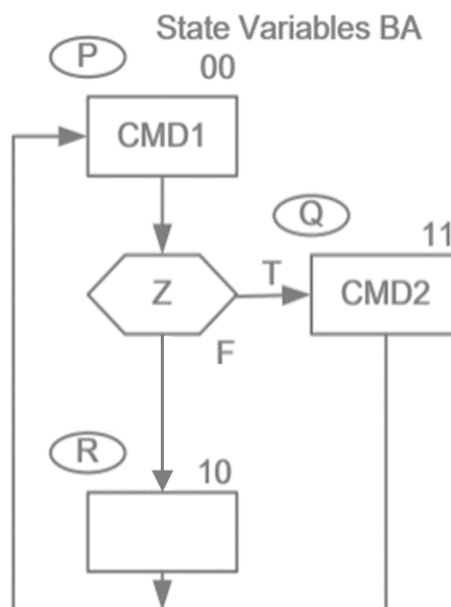 State Variables BA
P
00
CMD1
Q
11
Z
T
CMD2
F
R
10